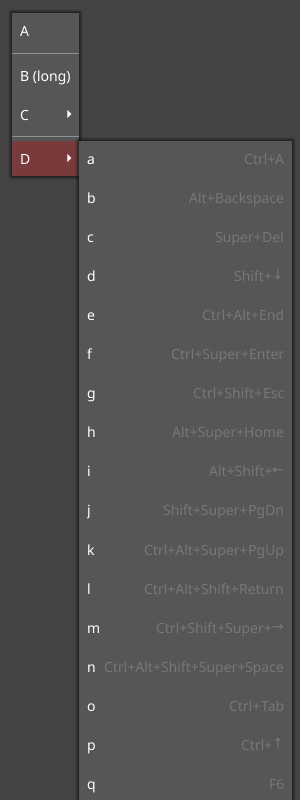 A
B (long)
C
D
a Ctrl+A
b Alt+Backspace
c Super+Del
d Shift+↓
e Ctrl+Alt+End
f Ctrl+Super+Enter
g Ctrl+Shift+Esc
h Alt+Super+Home
i Alt+Shift+←
j Shift+Super+PgDn
k Ctrl+Alt+Super+PgUp
l Ctrl+Alt+Shift+Return
m Ctrl+Shift+Super+→
n Ctrl+Alt+Shift+Super+Space
o Ctrl+Tab
p Ctrl+↑
q F6